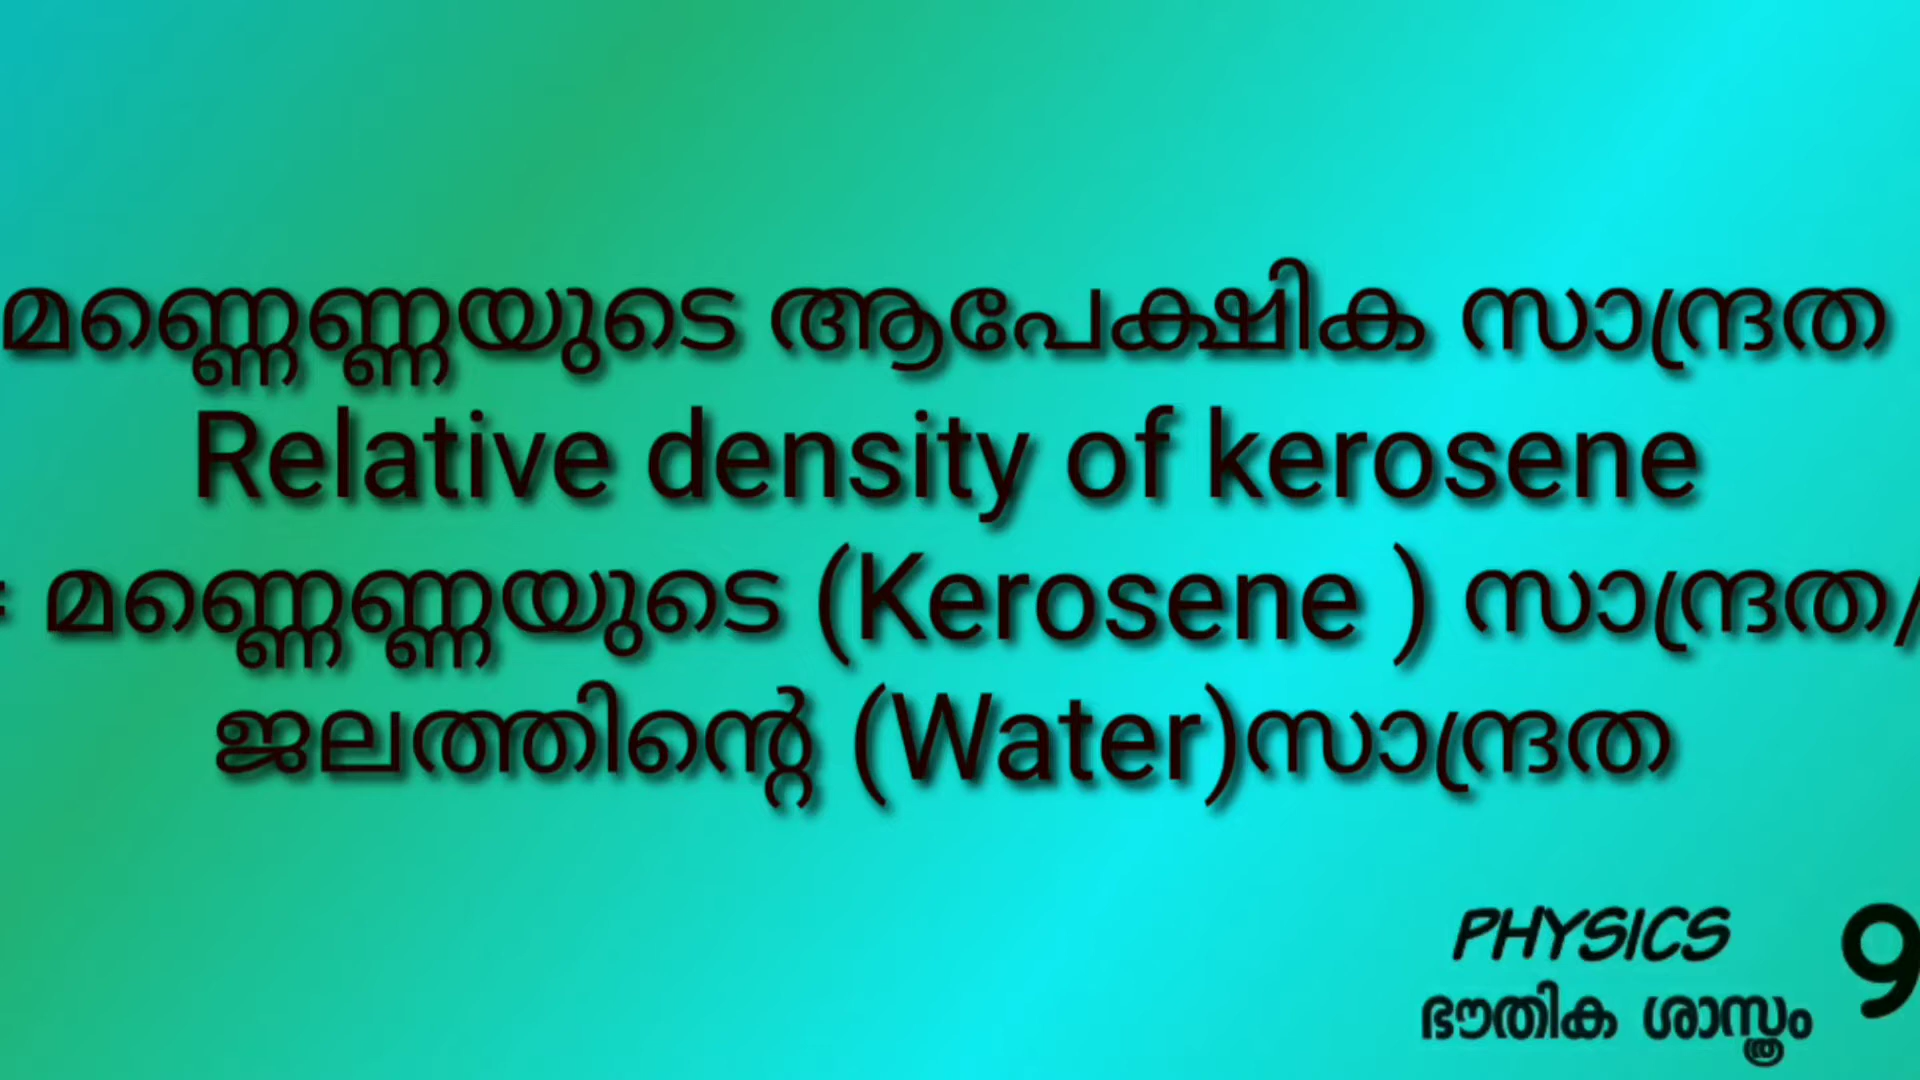 മണ്ണെണ്ണയുടെ ആപേക്ഷിക സാന്ദ്രത
Relative density of kerosene
= മണ്ണെണ്ണയുടെ (Kerosene ) സാന്ദ്രത/
ജലത്തിന്റെ (Water)സാന്ദ്രത
PHYSICS
ഭൗതിക ശാസ്ത്രം
9